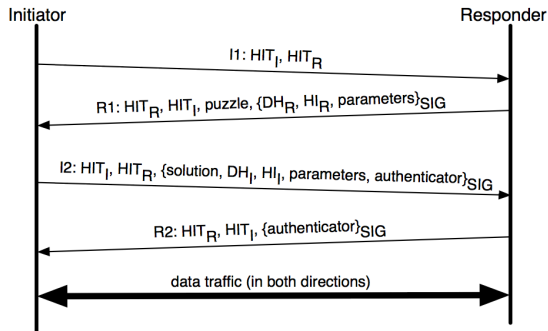 Initiator
Responder
I1: HIT_I, HIT_R
R1: HIT_R, HIT_I, puzzle, {DH_R, HI_R, parameters}_SIG
I2: HIT_I, HIT_R, {solution, DH_I, HI_I, parameters, authenticator}_SIG
R2: HIT_R, HIT_I, {authenticator}_SIG
data traffic (in both directions)